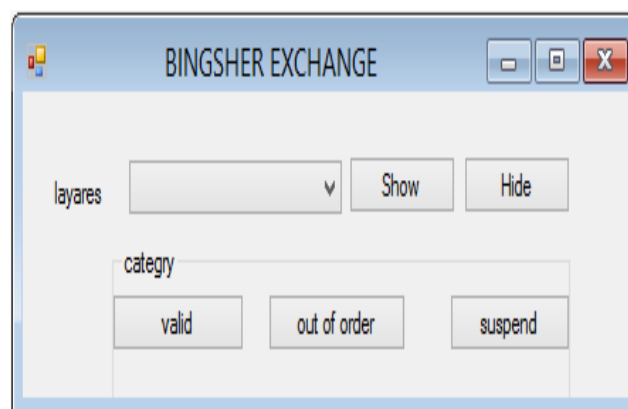 BINGSHER EXCHANGE
layares Show Hide
categry
valid out of order suspend